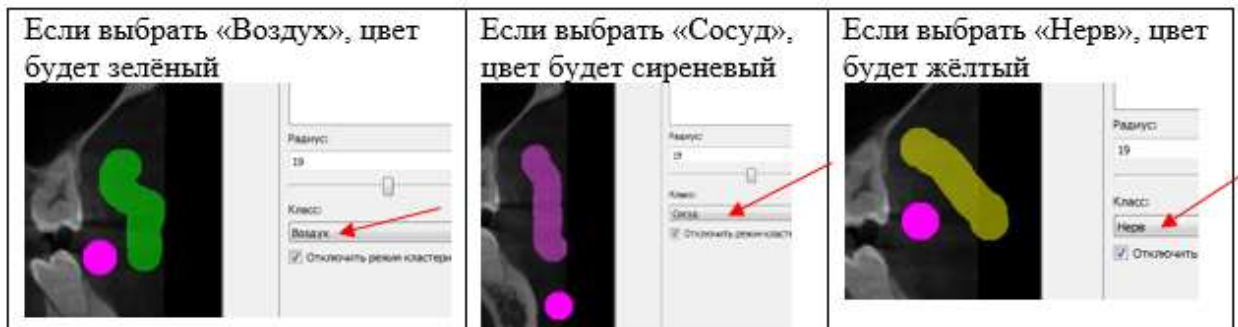 Если выбрать «Воздух», цвет
будет зелёный
Радиус:
19
Класс:
Воздух
Отключить режим кластери
Если выбрать «Сосуд»,
цвет будет сиреневый
Радиус:
19
Класс:
Сосуд
Отключить режим класте
Если выбрать «Нерв», цвет
будет жёлтый
Радиус:
19
Класс:
Нерв
Отключить